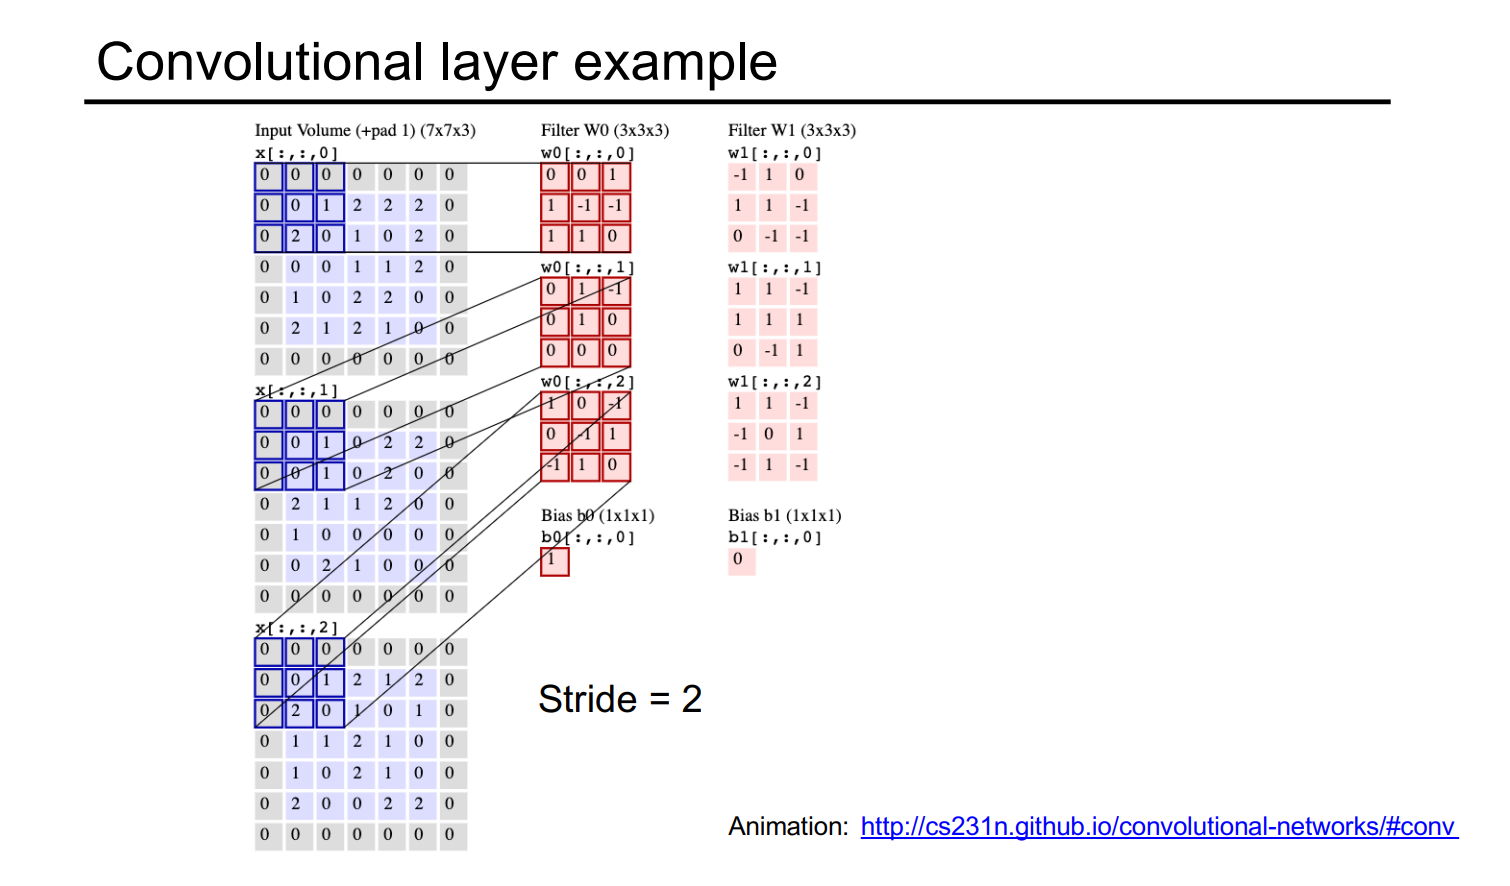 Convolutional layer example
Input Volume (+pad 1) (7x7x3)
x[:,:,0]
0 0 0 0 0 0 0
0 0 1 2 2 2 0
0 2 0 1 0 2 0
0 0 0 1 1 2 0
0 1 0 2 2 0 0
0 2 1 2 1 0 0
0 0 0 0 0 0 0
x[:,:,1]
0 0 0 0 0 0 0
0 0 1 0 2 2 0
0 0 1 0 2 0 0
0 2 1 1 2 0 0
0 1 0 0 0 0 0
0 0 2 1 0 0 0
0 0 0 0 0 0 0
x[:,:,2]
0 0 0 0 0 0 0
0 0 1 2 1 2 0
0 2 0 1 0 1 0
0 1 1 2 1 0 0
0 1 0 2 1 0 0
0 2 0 0 2 2 0
0 0 0 0 0 0 0
Filter W0 (3x3x3)
w0[:,:,0]
0 0 1
1 -1 -1
1 1 0
w0[:,:,1]
0 1 -1
0 1 0
0 0 0
w0[:,:,2]
1 0 -1
0 -1 1
-1 1 0
Bias b0 (1x1x1)
b0[:,:,0]
1
Filter W1 (3x3x3)
w1[:,:,0]
-1 1 0
1 1 -1
0 -1 -1
w1[:,:,1]
1 1 -1
1 1 1
0 -1 1
w1[:,:,2]
1 1 -1
-1 0 1
-1 1 -1
Bias b1 (1x1x1)
b1[:,:,0]
0
Stride = 2
Animation: http://cs231n.github.io/convolutional-networks/#conv